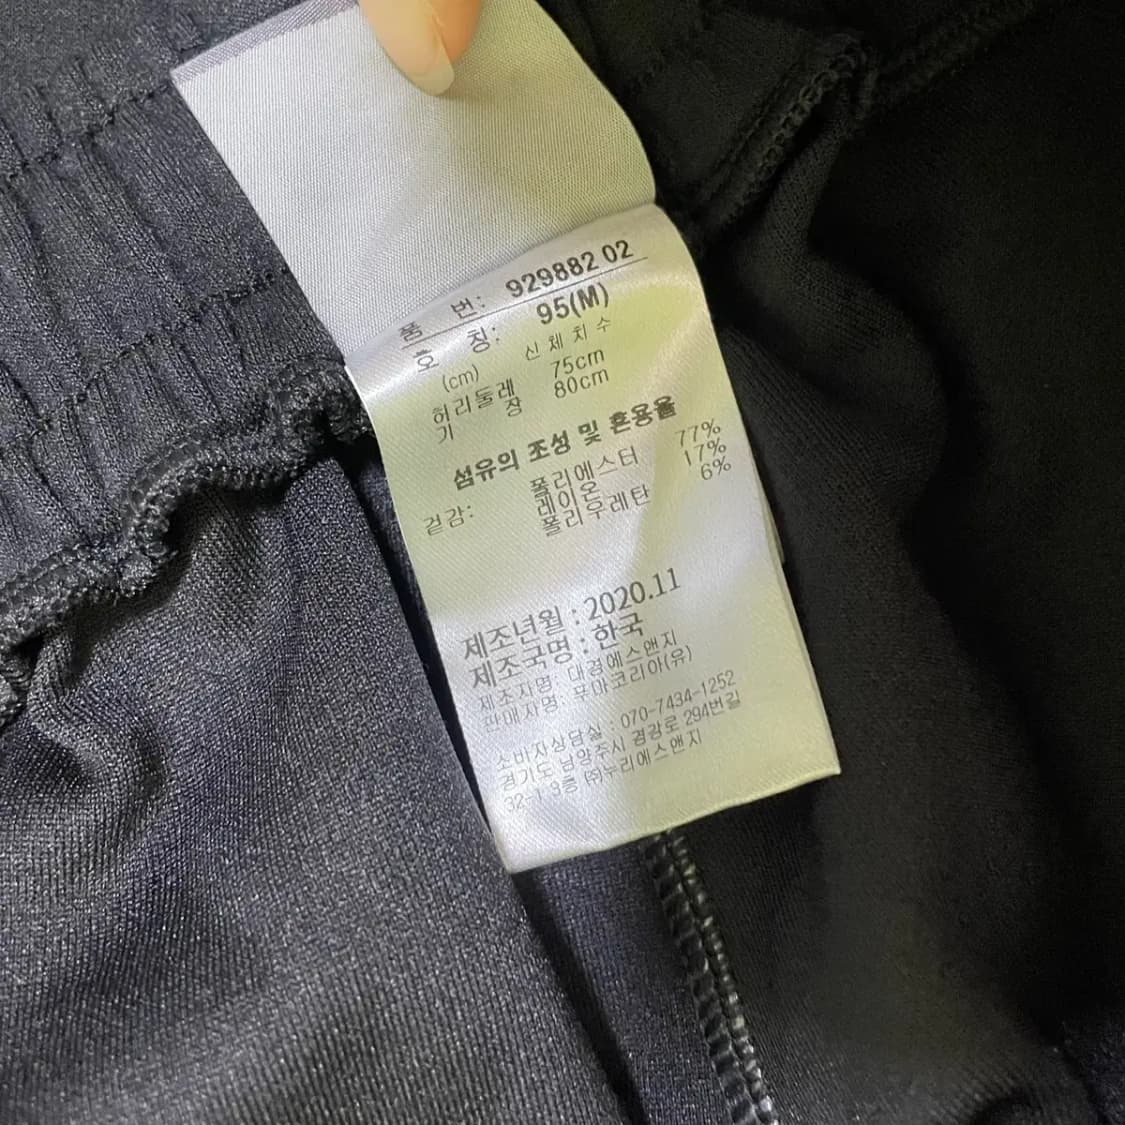 품 번: 929882 02
호 칭: 95(M)
(cm) 신체치수
허리둘레 75cm
기 장 80cm
섬유의 조성 및 혼용율
겉감: 폴리에스터 77%
레이온 17%
폴리우레탄 6%
제조년월 : 2020.11
제조국명 : 한국
제조자명: 대경에스앤지
판매자명: 푸마코리아(유)
소비자상담실 : 070-7434-1252
경기도 남양주시 경강로 294번길
32-1 3층 ㈜누리에스앤지